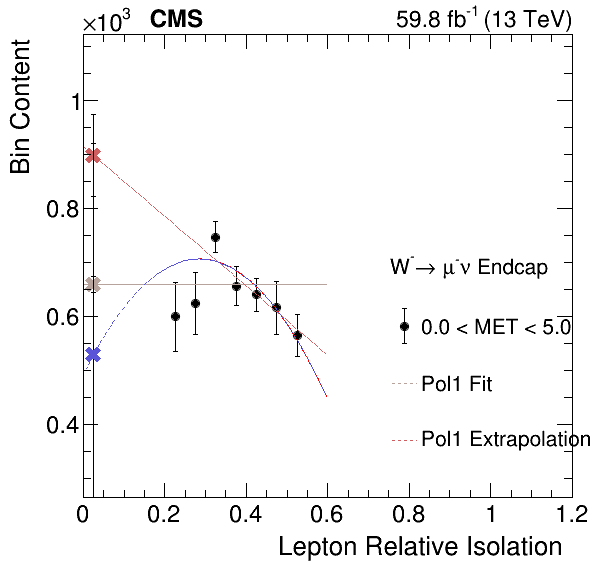 ×10³ CMS 59.8 fb⁻¹ (13 TeV)
Bin Content
1
0.8
0.6
0.4
W⁻→ μ⁻ν Endcap
0.0 < MET < 5.0
Pol1 Fit
Pol1 Extrapolation
0 0.2 0.4 0.6 0.8 1 1.2
Lepton Relative Isolation